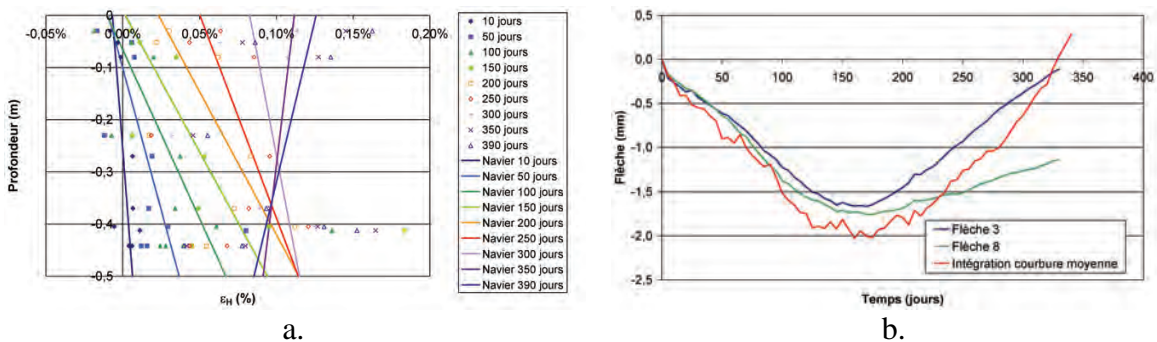 0,00% 0,05% 0,10% 0,15% 0,20%
0
-0,1
-0,2
-0,3
-0,4
-0,5
Profondeur (m)
εH (%)
10 jours
50 jours
100 jours
150 jours
200 jours
250 jours
300 jours
350 jours
390 jours
Navier 10 jours
Navier 50 jours
Navier 100 jours
Navier 150 jours
Navier 200 jours
Navier 250 jours
Navier 300 jours
Navier 350 jours
Navier 390 jours
a.
0,5
0,0
-0,5
-1,0
-1,5
-2,0
-2,5
Flèche (mm)
0 50 100 150 200 250 300 350 400
Flèche 3
Flèche 8
Intégration courbure moyenne
Temps (jours)
b.